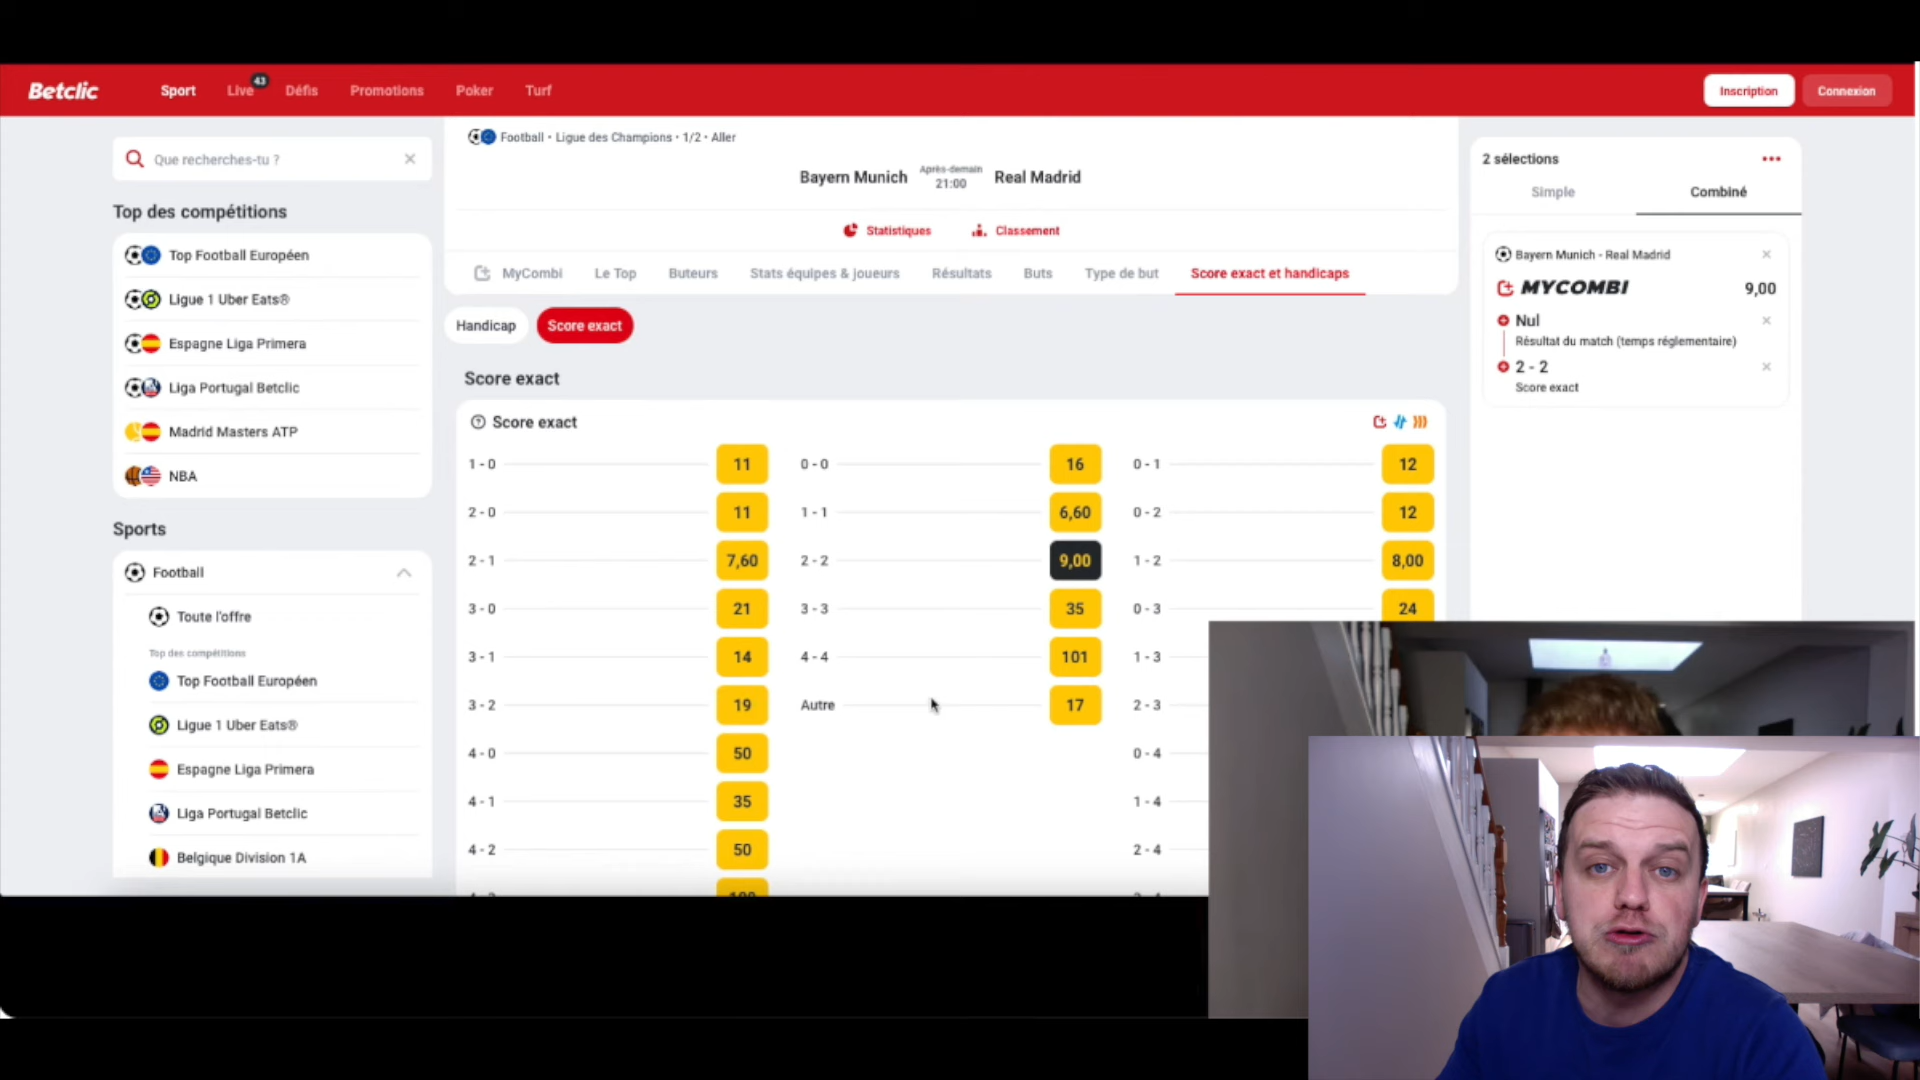 Betclic
Sport
Live
43
Défis
Promotions
Poker
Turf
Inscription
Connexion
Que recherches-tu ?
Top des compétitions
Top Football Européen
Ligue 1 Uber Eats®
Espagne Liga Primera
Liga Portugal Betclic
Madrid Masters ATP
NBA
Sports
Football
Toute l'offre
Top des compétitions
Top Football Européen
Ligue 1 Uber Eats®
Espagne Liga Primera
Liga Portugal Betclic
Belgique Division 1A
Football • Ligue des Champions • 1/2 • Aller
Bayern Munich
Après-demain
21:00
Real Madrid
Statistiques
Classement
MyCombi
Le Top
Buteurs
Stats équipes & joueurs
Résultats
Buts
Type de but
Score exact et handicaps
Handicap
Score exact
Score exact
Score exact
1 - 0 11
2 - 0 11
2 - 1 7,60
3 - 0 21
3 - 1 14
3 - 2 19
4 - 0 50
4 - 1 35
4 - 2 50
0 - 0 16
1 - 1 6,60
2 - 2 9,00
3 - 3 35
4 - 4 101
Autre 17
0 - 1 12
0 - 2 12
1 - 2 8,00
0 - 3 24
1 - 3
2 - 3
0 - 4
1 - 4
2 - 4
2 sélections
Simple
Combiné
Bayern Munich - Real Madrid
MYCOMBI 9,00
Nul
Résultat du match (temps réglementaire)
2 - 2
Score exact